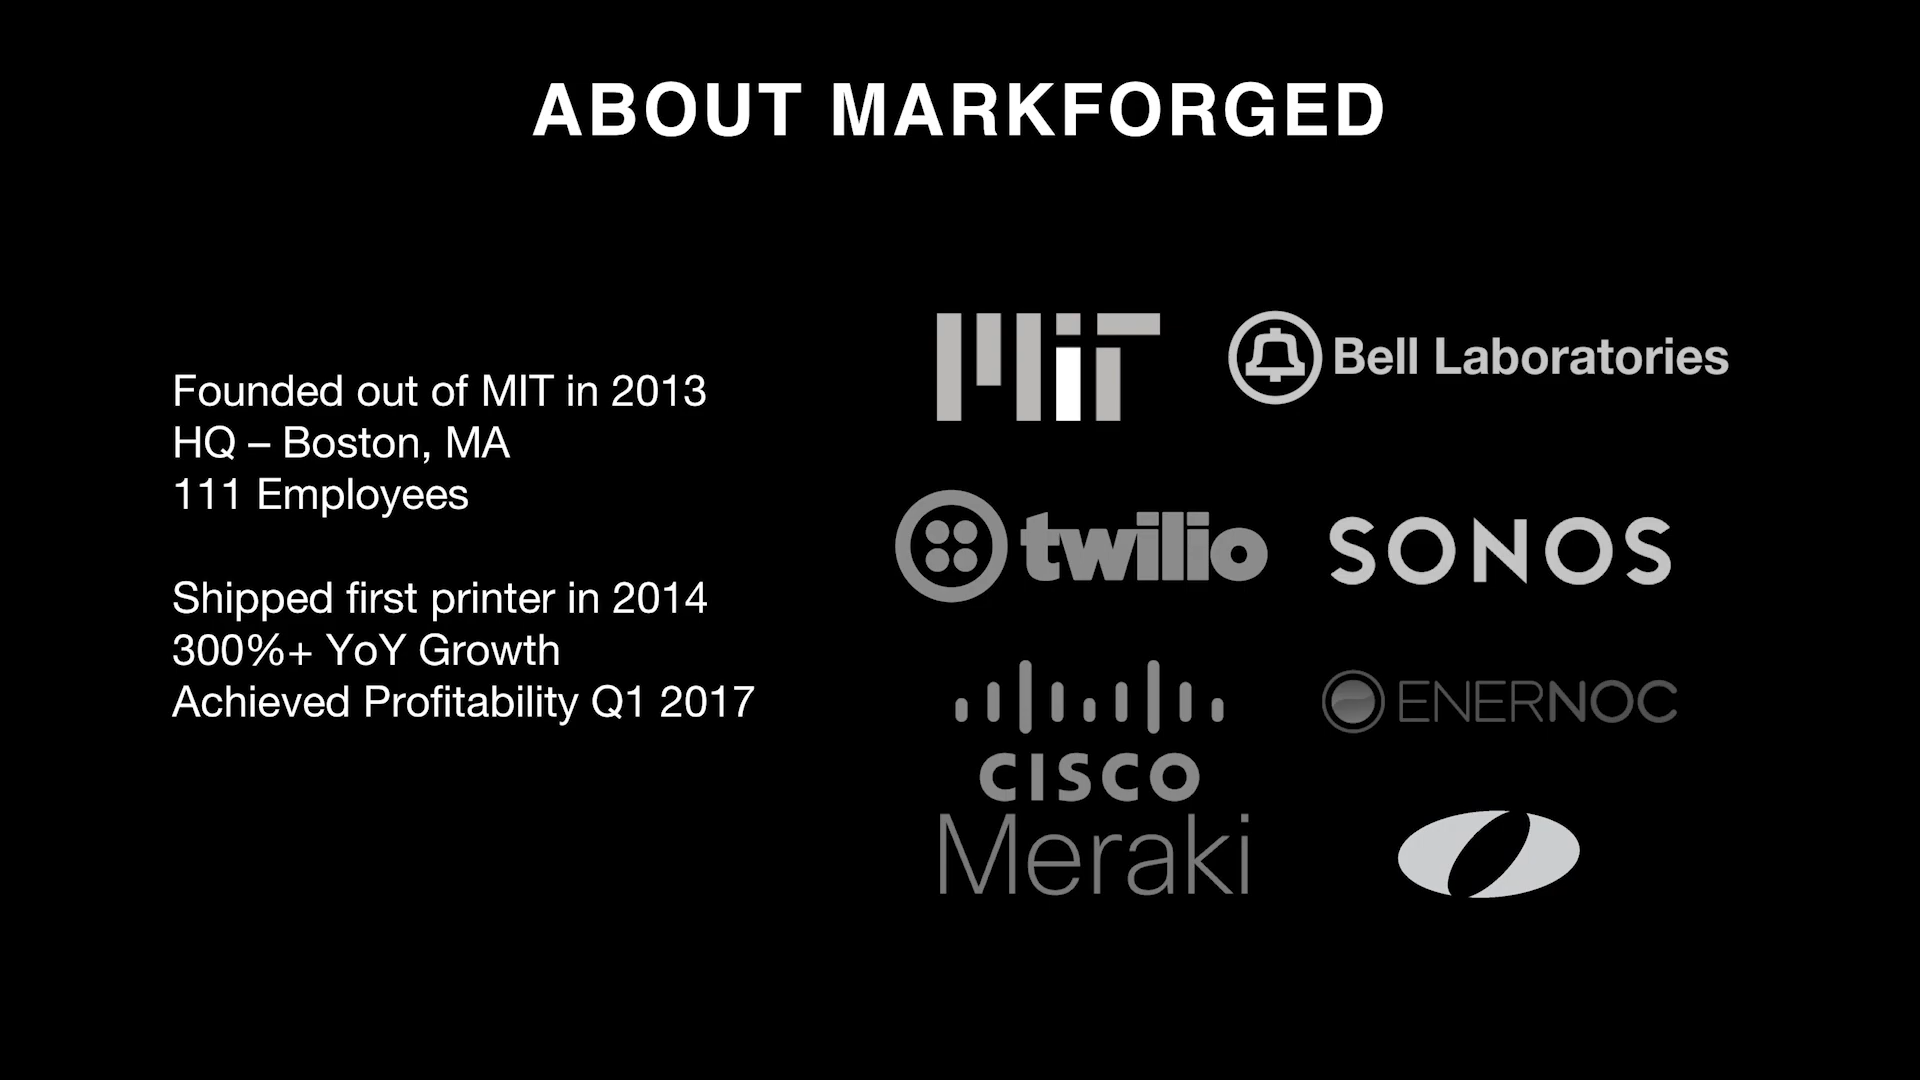 ABOUT MARKFORGED
Founded out of MIT in 2013
HQ – Boston, MA
111 Employees
Shipped first printer in 2014
300%+ YoY Growth
Achieved Profitability Q1 2017
MIT
Bell Laboratories
twilio
SONOS
CISCO
Meraki
ENERNOC